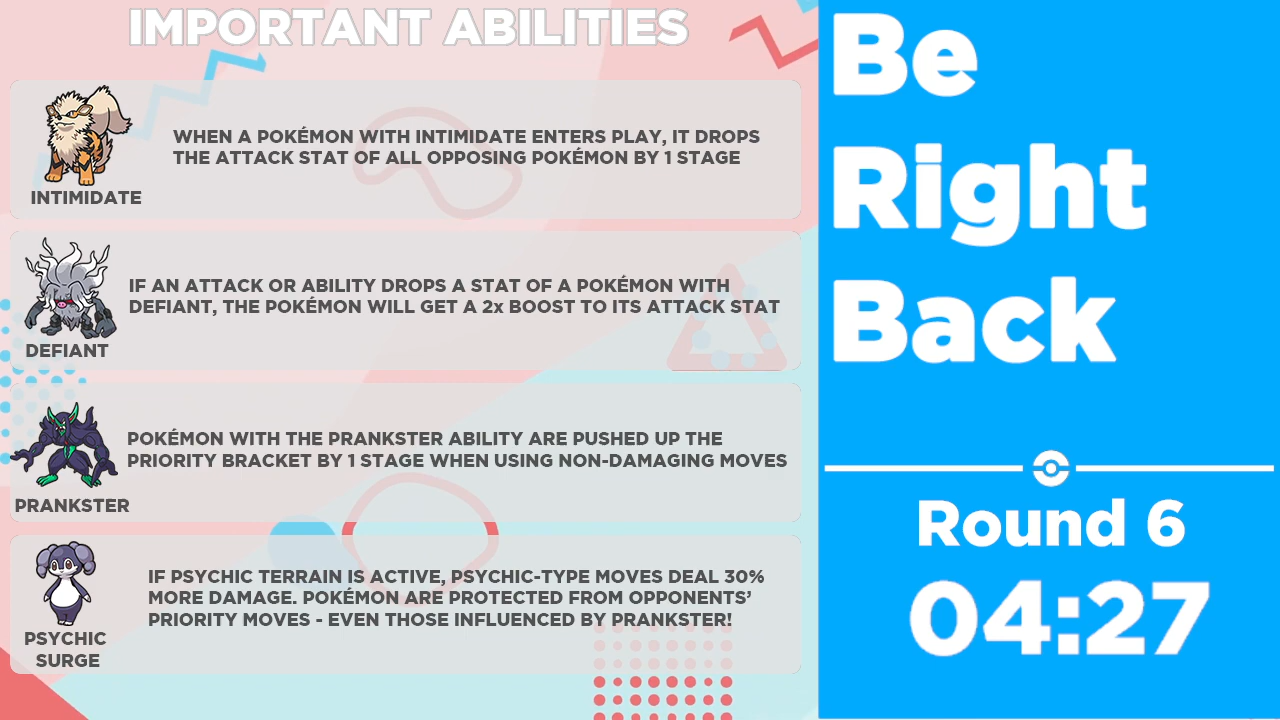 IMPORTANT ABILITIES
WHEN A POKÉMON WITH INTIMIDATE ENTERS PLAY, IT DROPS
THE ATTACK STAT OF ALL OPPOSING POKÉMON BY 1 STAGE
INTIMIDATE
IF AN ATTACK OR ABILITY DROPS A STAT OF A POKÉMON WITH
DEFIANT, THE POKÉMON WILL GET A 2x BOOST TO ITS ATTACK STAT
DEFIANT
POKÉMON WITH THE PRANKSTER ABILITY ARE PUSHED UP THE
PRIORITY BRACKET BY 1 STAGE WHEN USING NON-DAMAGING MOVES
PRANKSTER
IF PSYCHIC TERRAIN IS ACTIVE, PSYCHIC-TYPE MOVES DEAL 30%
MORE DAMAGE. POKÉMON ARE PROTECTED FROM OPPONENTS’
PRIORITY MOVES - EVEN THOSE INFLUENCED BY PRANKSTER!
PSYCHIC
SURGE
Be
Right
Back
Round 6
04:27